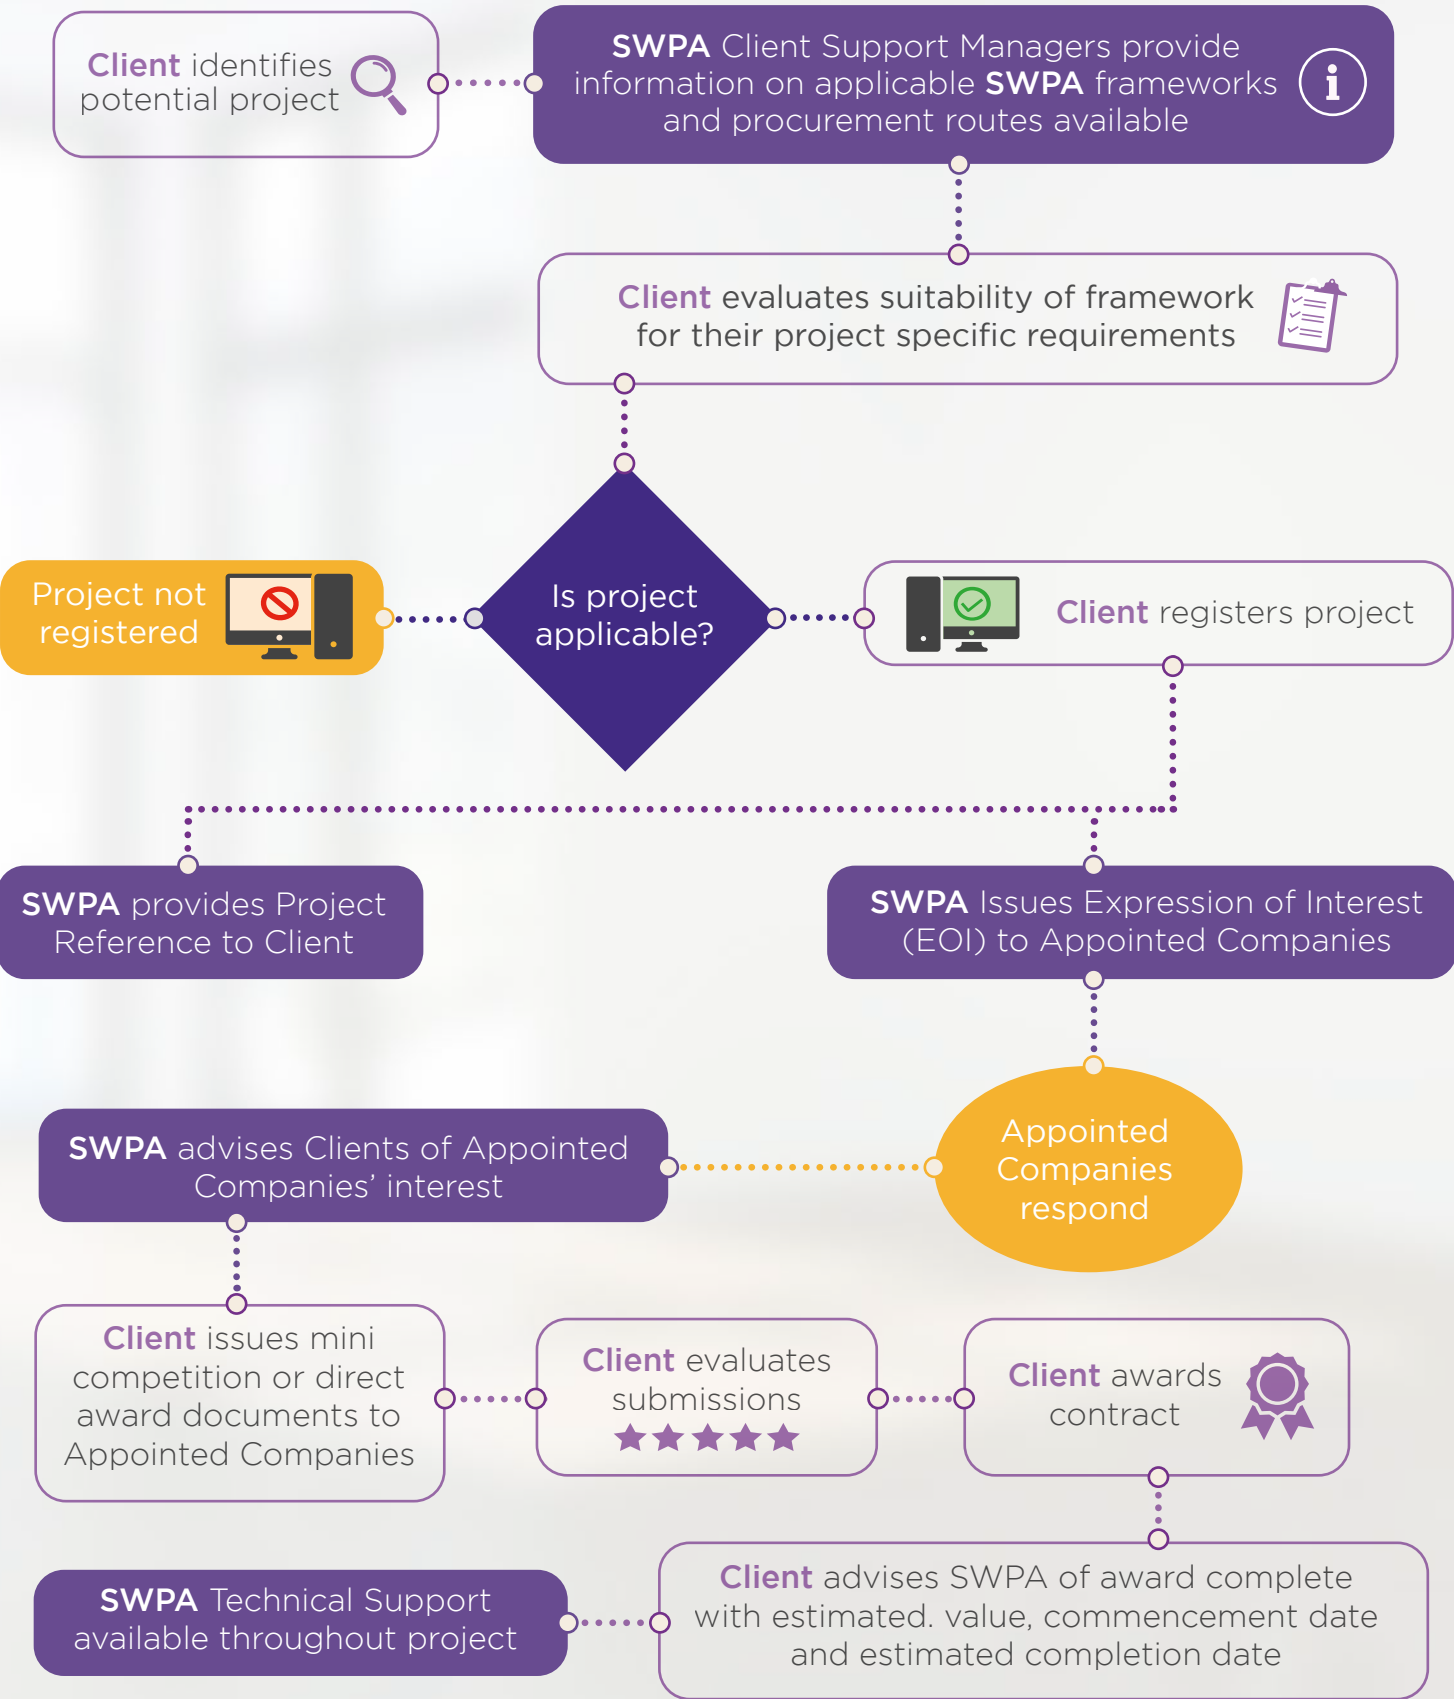 Client identifies
potential project
SWPA Client Support Managers provide
information on applicable SWPA frameworks
and procurement routes available
i
Client evaluates suitability of framework
for their project specific requirements
Project not
registered
Is project
applicable?
Client registers project
SWPA provides Project
Reference to Client
SWPA Issues Expression of Interest
(EOI) to Appointed Companies
SWPA advises Clients of Appointed
Companies’ interest
Appointed
Companies
respond
Client issues mini
competition or direct
award documents to
Appointed Companies
Client evaluates
submissions
Client awards
contract
SWPA Technical Support
available throughout project
Client advises SWPA of award complete
with estimated. value, commencement date
and estimated completion date